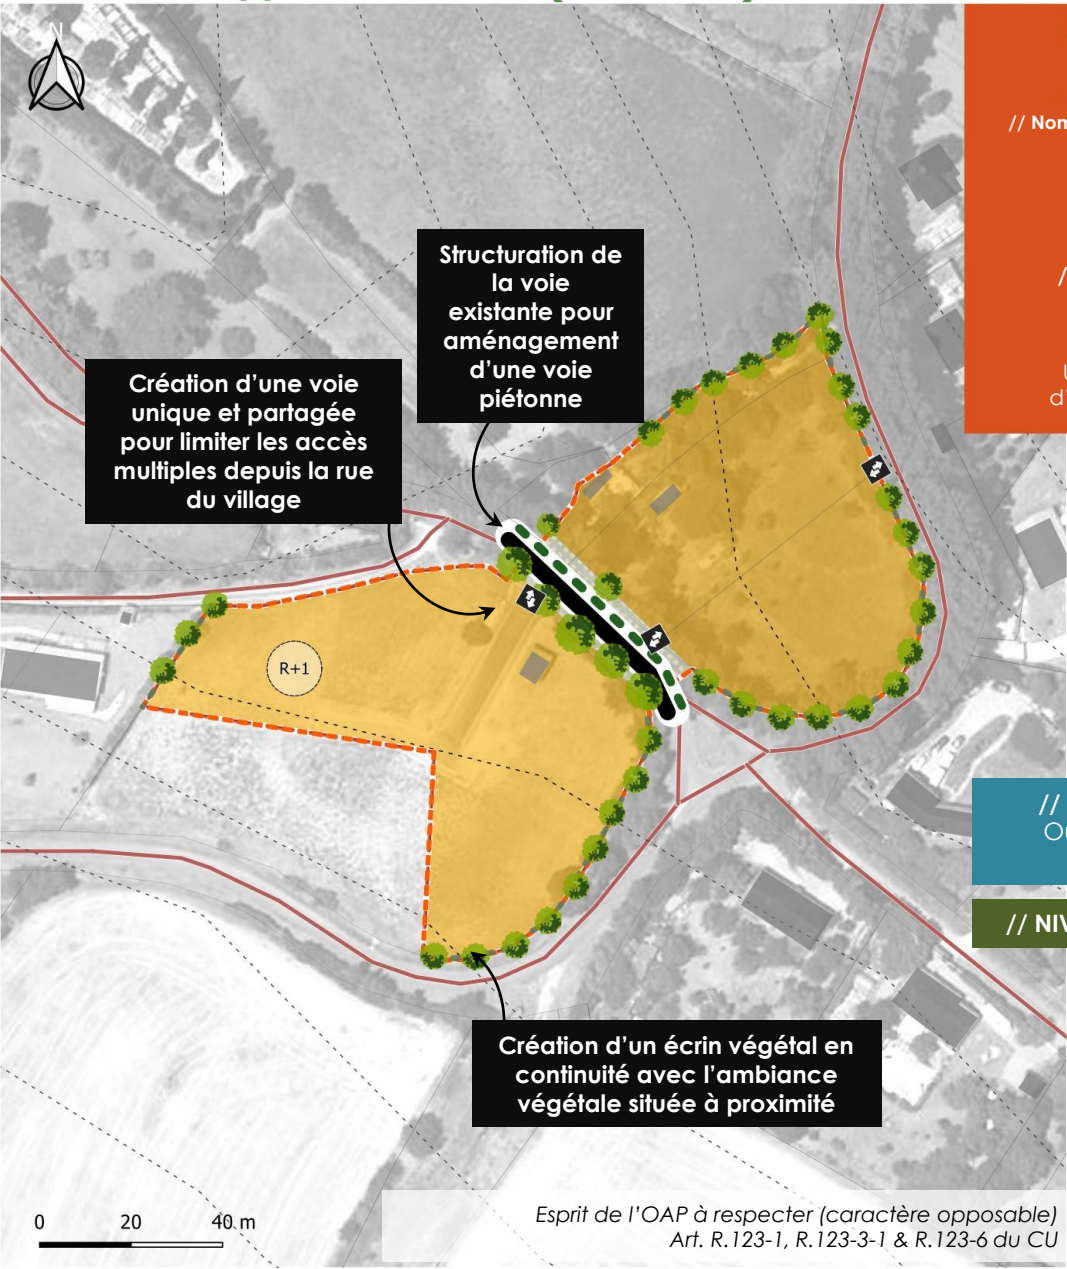 N
// Nom
/
U
d'
Structuration de
la voie
existante pour
aménagement
d'une voie
piétonne
Création d'une voie
unique et partagée
pour limiter les accès
multiples depuis la rue
du village
R+1
//
Ou
// NIV
Création d'un écrin végétal en
continuité avec l'ambiance
végétale située à proximité
0 20 40 m
Esprit de l'OAP à respecter (caractère opposable)
Art. R.123-1, R.123-3-1 & R.123-6 du CU